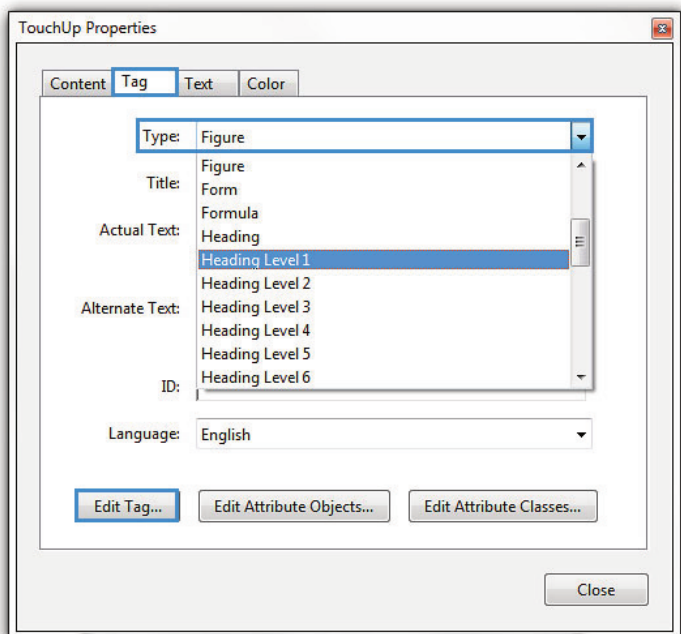 TouchUp Properties
Content Tag Text Color
Type: Figure
Figure
Title:
Form
Formula
Actual Text:
Heading
Heading Level 1
Heading Level 2
Alternate Text:
Heading Level 3
Heading Level 4
Heading Level 5
Heading Level 6
ID:
Language: English
Edit Tag... Edit Attribute Objects... Edit Attribute Classes...
Close